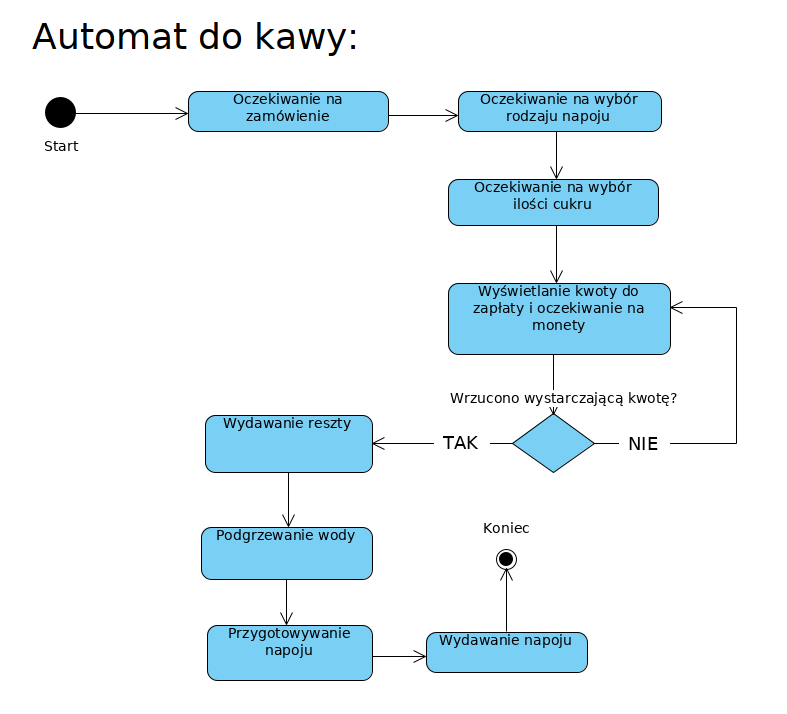 Automat do kawy:
Start
Oczekiwanie na
zamówienie
Oczekiwanie na wybór
rodzaju napoju
Oczekiwanie na wybór
ilości cukru
Wyświetlanie kwoty do
zapłaty i oczekiwanie na
monety
Wrzucono wystarczającą kwotę?
TAK
NIE
Wydawanie reszty
Podgrzewanie wody
Przygotowywanie
napoju
Wydawanie napoju
Koniec